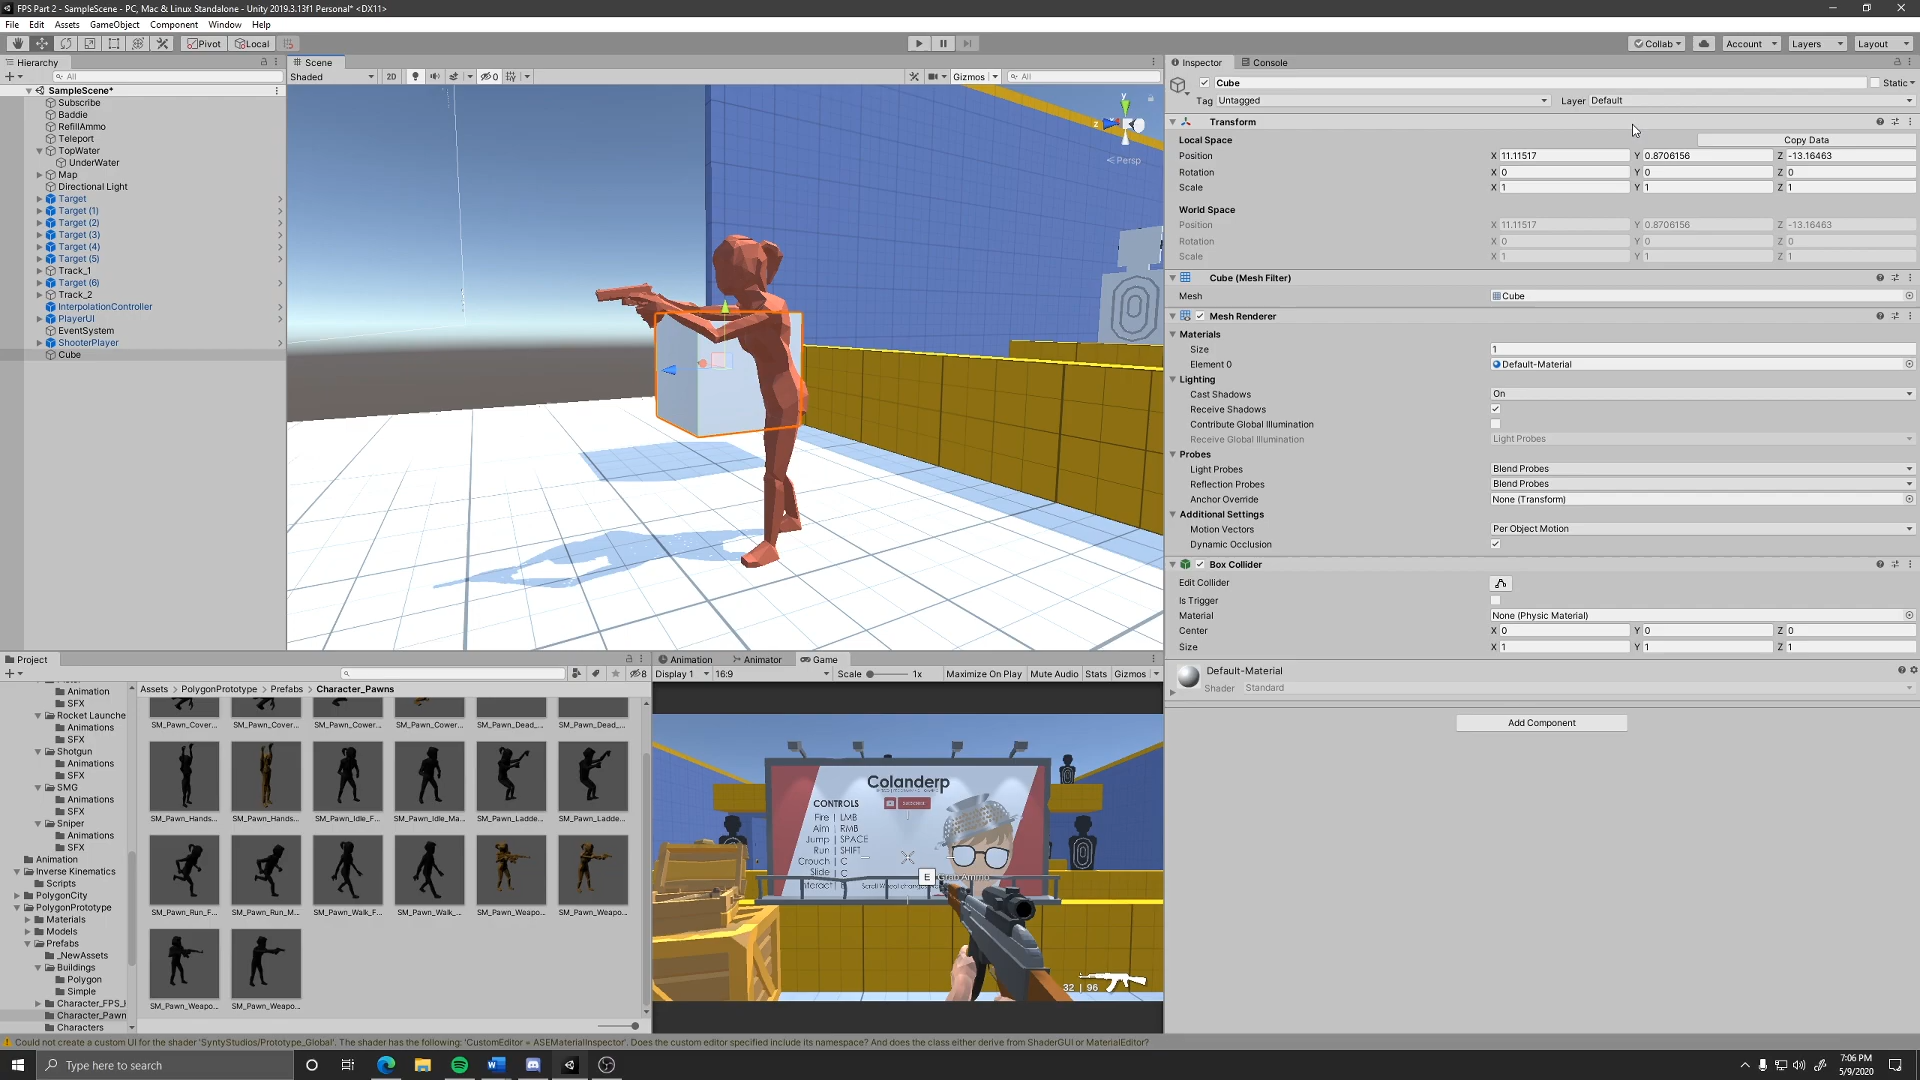 FPS Part 2 - SampleScene - PC, Mac & Linux Standalone - Unity 2019.3.13f1 Personal* <DX11>
File Edit Assets GameObject Component Window Help
Pivot Local Collab Account Layers Layout
Hierarchy
All
SampleScene*
Subscribe
Baddie
RefillAmmo
Teleport
TopWater
UnderWater
Map
Directional Light
Target
Target (1)
Target (2)
Target (3)
Target (4)
Target (5)
Track_1
Target (6)
Track_2
InterpolationController
PlayerUI
EventSystem
ShooterPlayer
Cube
Scene
Shaded 2D 0 Gizmos All
y
z
Persp
Inspector Console
Cube Static
Tag Untagged Layer Default
Transform
Local Space Copy Data
Position X 11.11517 Y 0.8706156 Z -13.16463
Rotation X 0 Y 0 Z 0
Scale X 1 Y 1 Z 1
World Space
Position X 11.11517 Y 0.8706156 Z -13.16463
Rotation X 0 Y 0 Z 0
Scale X 1 Y 1 Z 1
Cube (Mesh Filter)
Mesh Cube
Mesh Renderer
Materials
Size 1
Element 0 Default-Material
Lighting
Cast Shadows On
Receive Shadows
Contribute Global Illumination
Receive Global Illumination Light Probes
Probes
Light Probes Blend Probes
Reflection Probes Blend Probes
Anchor Override None (Transform)
Additional Settings
Motion Vectors Per Object Motion
Dynamic Occlusion
Box Collider
Edit Collider
Is Trigger
Material None (Physic Material)
Center X 0 Y 0 Z 0
Size X 1 Y 1 Z 1
Default-Material
Shader Standard
Add Component
Project
8
Animation
SFX
Rocket Launche
Animations
SFX
Shotgun
Animations
SFX
SMG
Animations
SFX
Sniper
Animations
SFX
Animation
Inverse Kinematics
Scripts
PolygonCity
PolygonPrototype
Materials
Models
Prefabs
_NewAssets
Buildings
Polygon
Simple
Character_FPS_
Character_Pawn
Characters
Assets > PolygonPrototype > Prefabs > Character_Pawns
SM_Pawn_Cover... SM_Pawn_Cover... SM_Pawn_Cower... SM_Pawn_Cower... SM_Pawn_Dead_... SM_Pawn_Dead_...
SM_Pawn_Hands... SM_Pawn_Hands... SM_Pawn_Idle_F... SM_Pawn_Idle_Ma... SM_Pawn_Ladde... SM_Pawn_Ladde...
SM_Pawn_Run_F... SM_Pawn_Run_M... SM_Pawn_Walk_F... SM_Pawn_Walk_... SM_Pawn_Weapo... SM_Pawn_Weapo...
SM_Pawn_Weapo... SM_Pawn_Weapo...
Animation Animator Game
Display 1 16:9 Scale 1x Maximize On Play Mute Audio Stats Gizmos
Colanderp
CONTROLS
Fire | LMB
Aim | RMB
Jump | SPACE
Run | SHIFT
Crouch | C
Slide | C
Interact |
E Grab Ammo
32 | 96
Could not create a custom UI for the shader 'SyntyStudios/Prototype_Global'. The shader has the following: 'CustomEditor = ASEMaterialInspector'. Does the custom editor specified include its namespace? And does the class either derive from ShaderGUI or MaterialEditor?
Type here to search
7:06 PM
5/9/2020